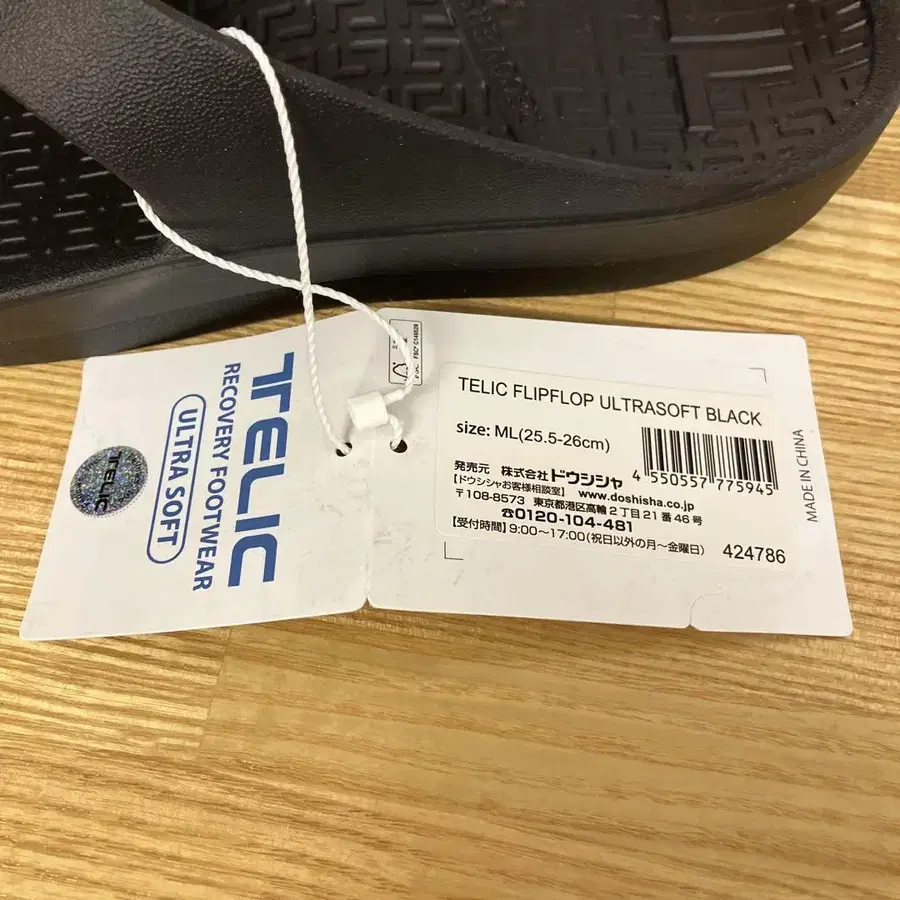 TELIC
RECOVERY FOOTWEAR
ULTRA SOFT
TELIC
TELIC FLIPFLOP ULTRASOFT BLACK
size: ML(25.5-26cm)
4 550557 775945
発売元 株式会社ドウシシャ
【ドウシシャお客様相談室】 www.doshisha.co.jp
〒108-8573 東京都港区高輪2丁目21番46号
☎0120-104-481
【受付時間】9:00~17:00(祝日以外の月~金曜日)
424786
MADE IN CHINA